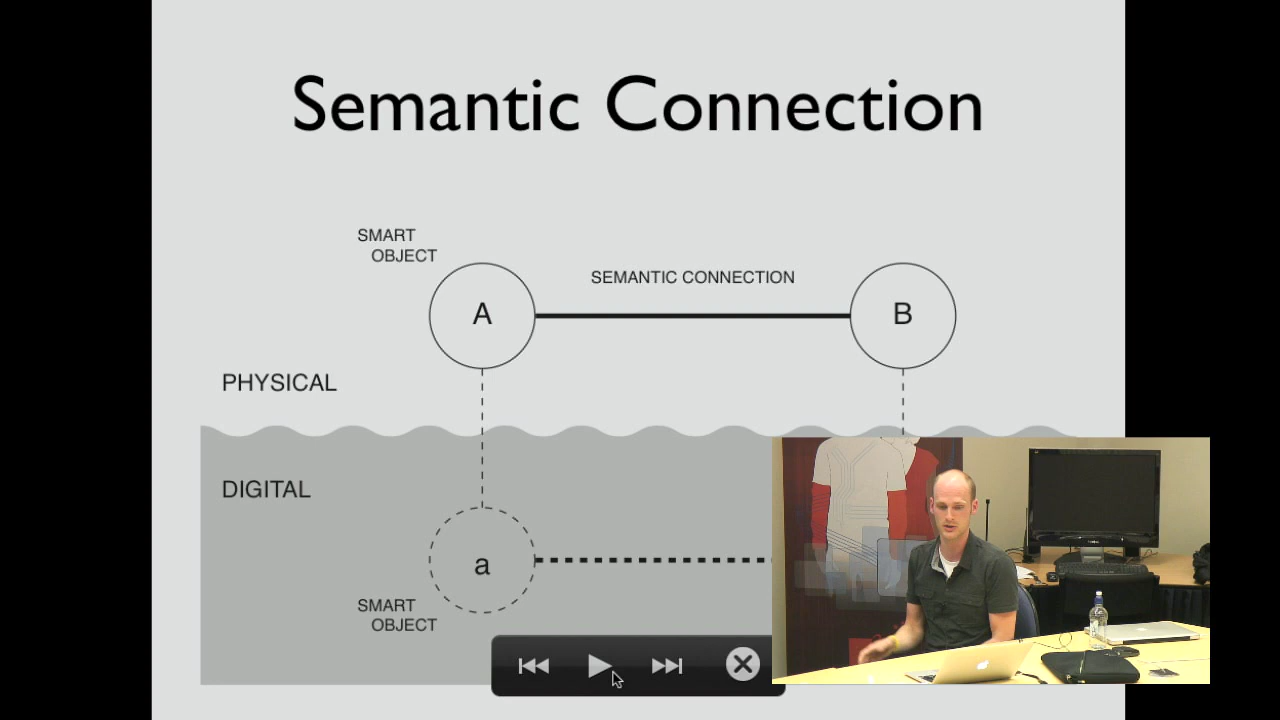 Semantic Connection
SMART
OBJECT
SEMANTIC CONNECTION
A
B
PHYSICAL
DIGITAL
a
SMART
OBJECT